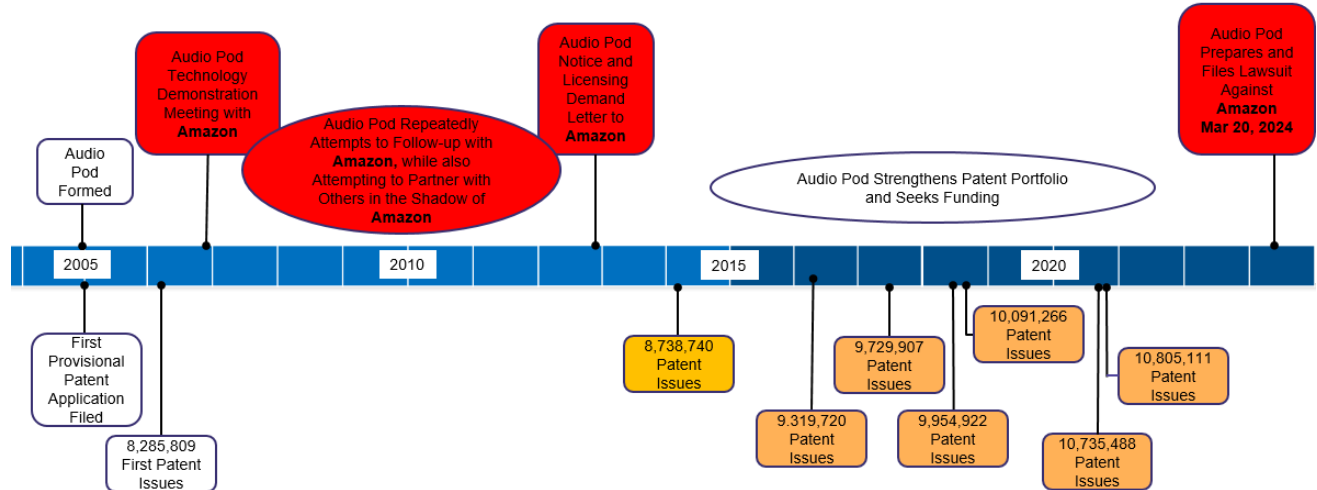 Audio Pod
Technology
Demonstration
Meeting with
Amazon
Audio Pod
Notice and
Licensing
Demand
Letter to
Amazon
Audio Pod
Prepares and
Files Lawsuit
Against
Amazon
Mar 20, 2024
Audio
Pod
Formed
Audio Pod Repeatedly
Attempts to Follow-up with
Amazon, while also
Attempting to Partner with
Others in the Shadow of
Amazon
Audio Pod Strengthens Patent Portfolio
and Seeks Funding
2005
2010
2015
2020
First
Provisional
Patent
Application
Filed
8,285,809
First Patent
Issues
8,738,740
Patent
Issues
9.319,720
Patent
Issues
9,729,907
Patent
Issues
9,954,922
Patent
Issues
10,091,266
Patent
Issues
10,735,488
Patent
Issues
10,805,111
Patent
Issues